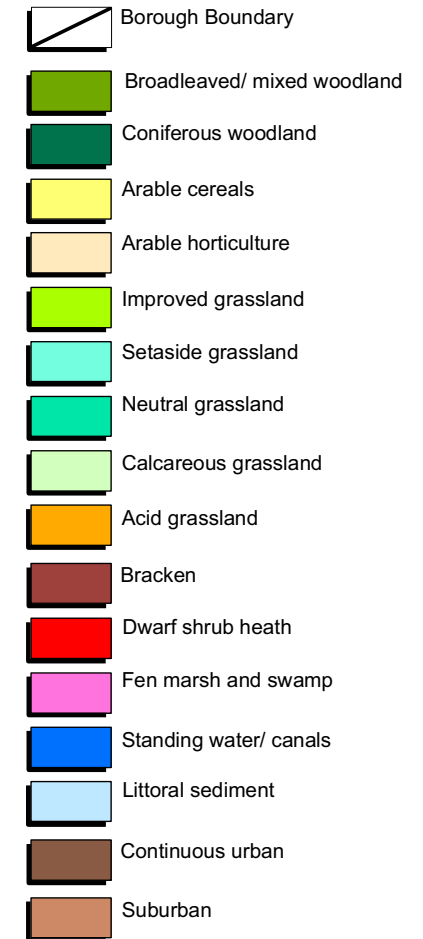 Borough Boundary
Broadleaved/ mixed woodland
Coniferous woodland
Arable cereals
Arable horticulture
Improved grassland
Setaside grassland
Neutral grassland
Calcareous grassland
Acid grassland
Bracken
Dwarf shrub heath
Fen marsh and swamp
Standing water/ canals
Littoral sediment
Continuous urban
Suburban